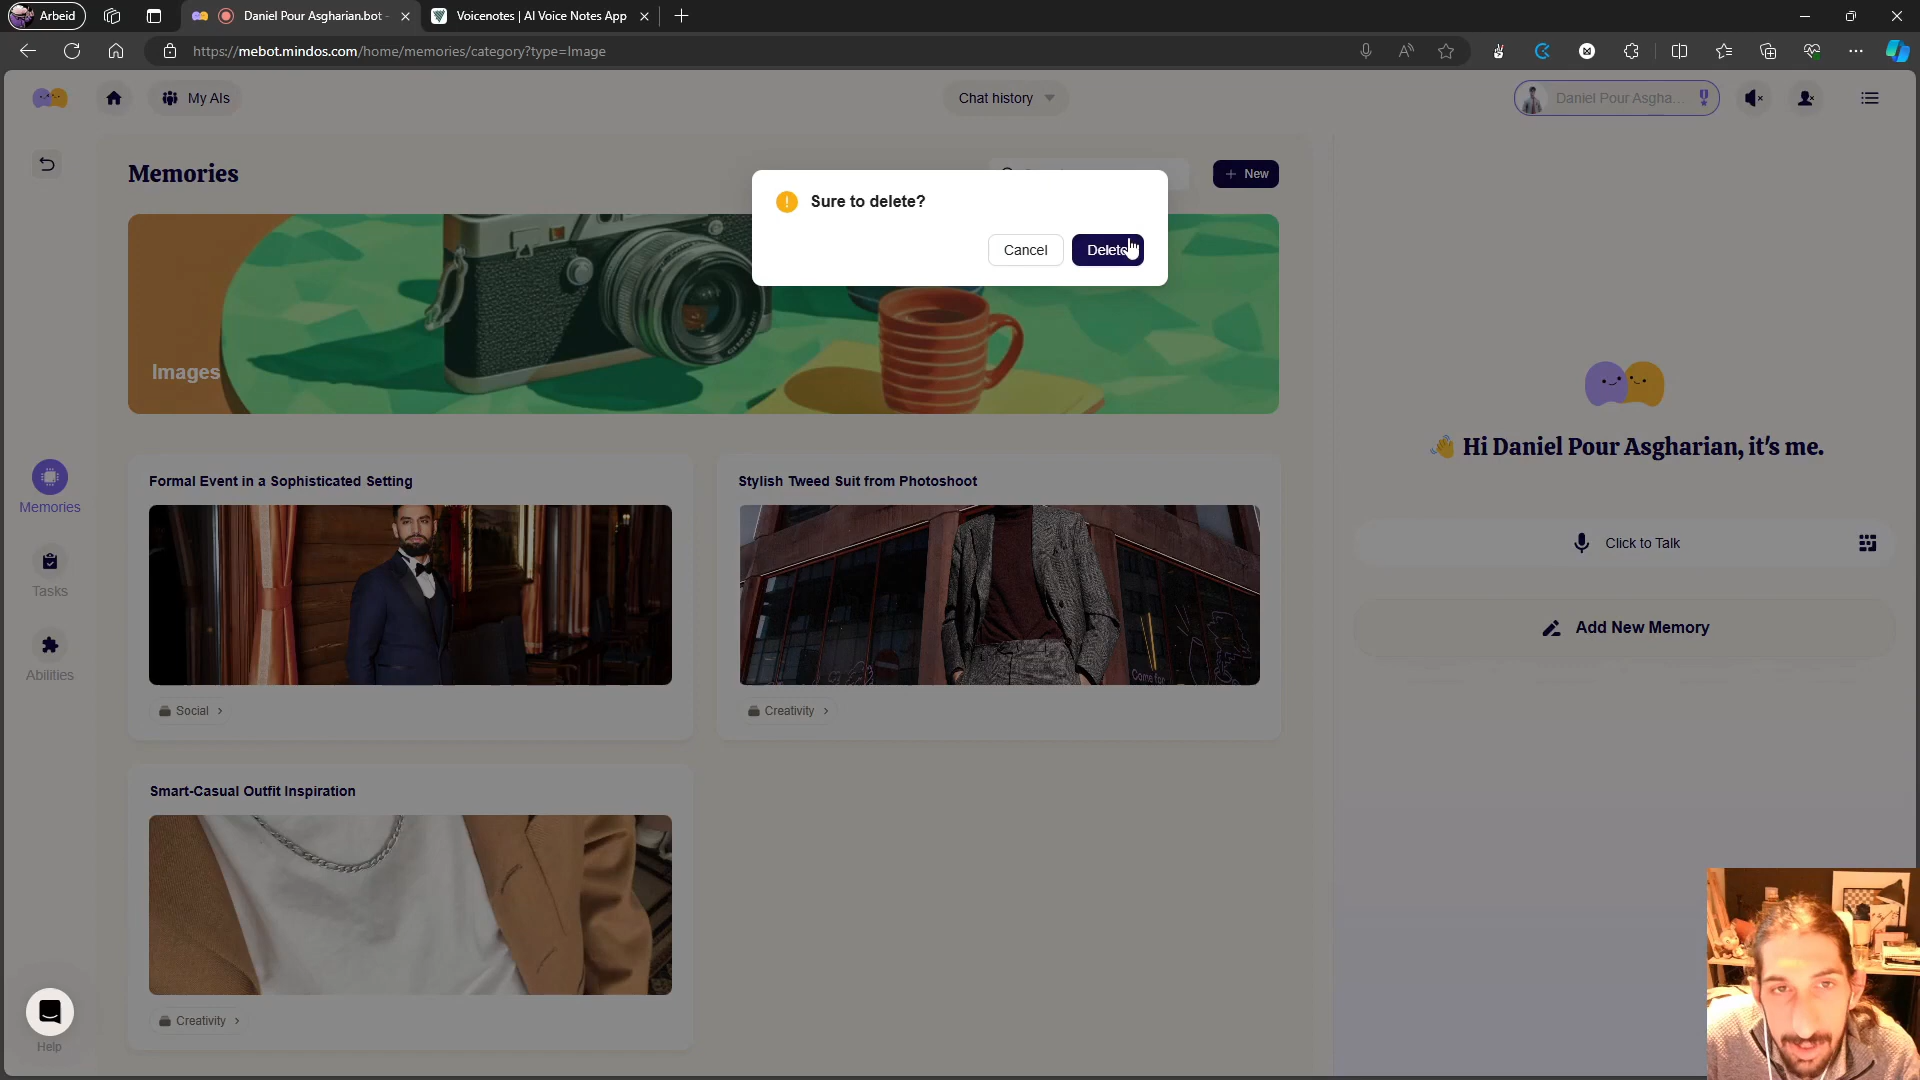 Arbeid
Daniel Pour Asgharian.bot -
Voicenotes | AI Voice Notes App
https://mebot.mindos.com/home/memories/category?type=Image
My AIs
Chat history
Daniel Pour Asgha...
Memories
New
Sure to delete?
Cancel
Delete
Images
Hi Daniel Pour Asgharian, it's me.
Formal Event in a Sophisticated Setting
Stylish Tweed Suit from Photoshoot
Memories
Click to Talk
Tasks
Add New Memory
Abilities
Come for
Social >
Creativity >
Smart-Casual Outfit Inspiration
Creativity >
Help